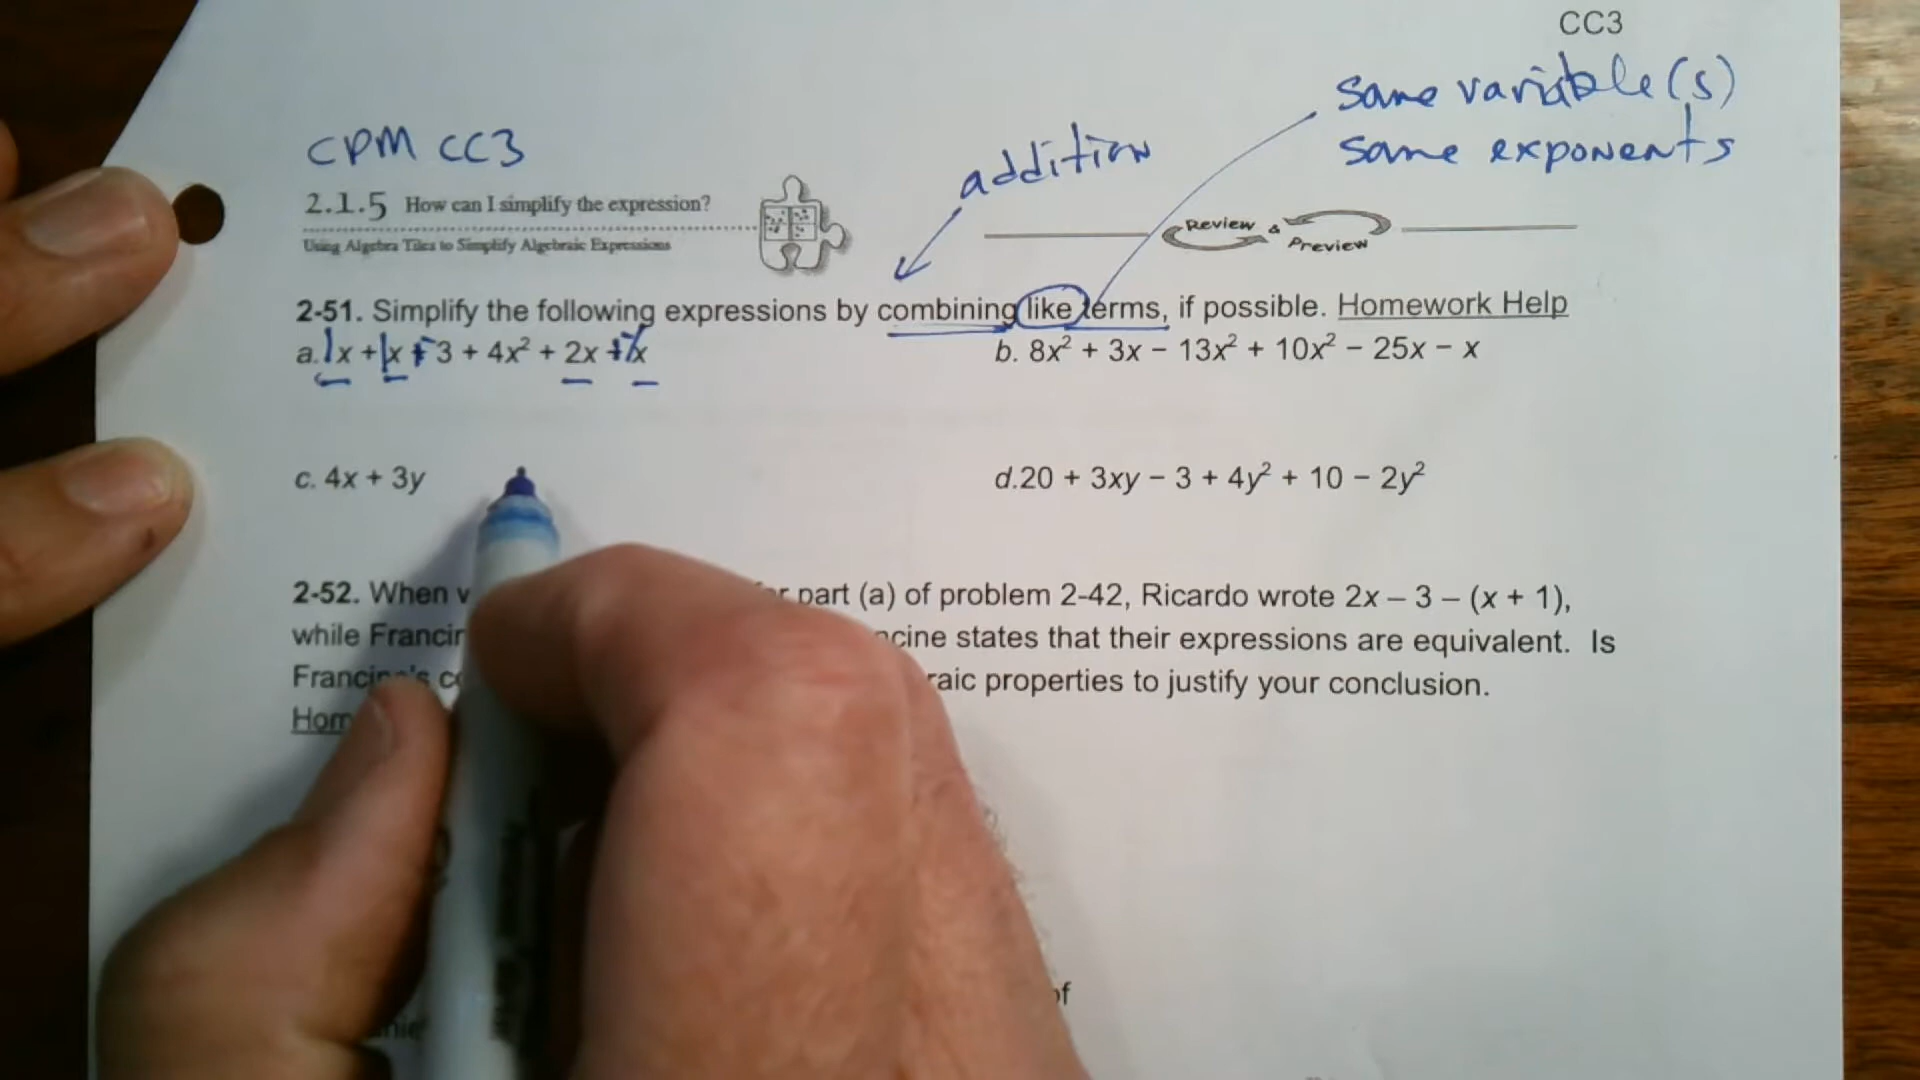 CC3
same variable(s)
same exponents
addition
CPM CC3
2.1.5 How can I simplify the expression?
Using Algebra Tiles to Simplify Algebraic Expressions
Review &
Preview
2-51. Simplify the following expressions by combining like terms, if possible. Homework Help
a. 1x + 1x + -3 + 4x² + 2x + x
b. 8x² + 3x − 13x² + 10x² − 25x − x
c. 4x + 3y
d.20 + 3xy − 3 + 4y² + 10 − 2y²
2-52. When part (a) of problem 2-42, Ricardo wrote 2x – 3 – (x + 1),
while states that their expressions are equivalent. Is
properties to justify your conclusion.